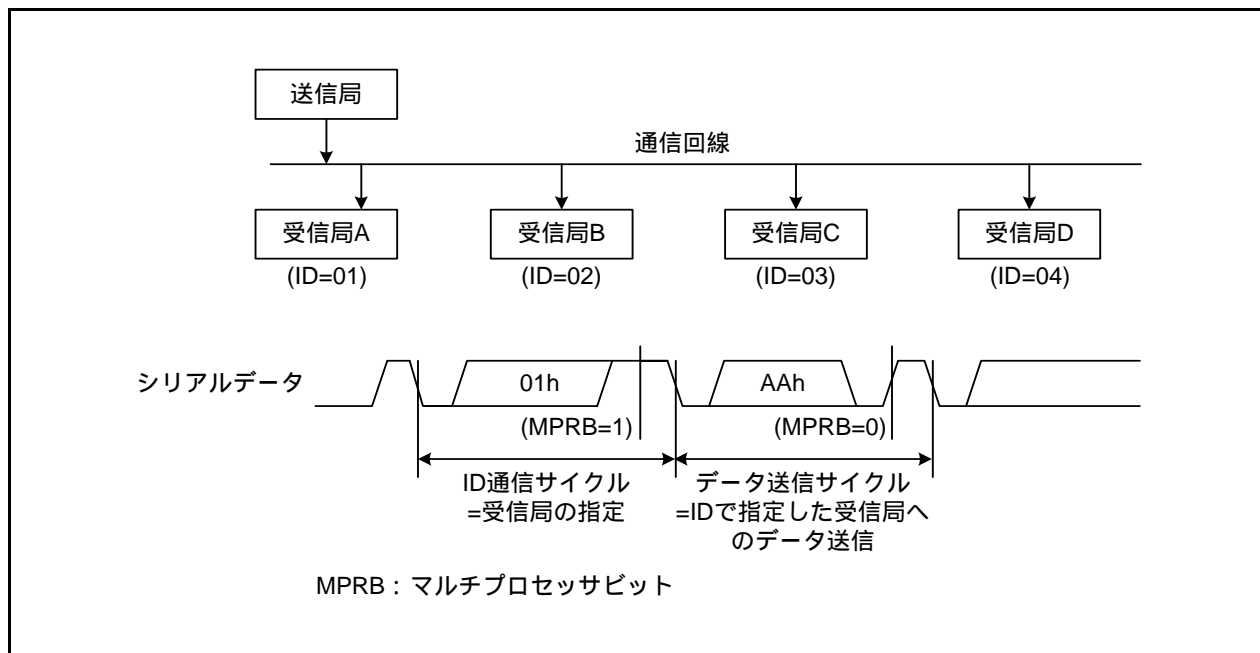 送信局
通信回線
受信局A
受信局B
受信局C
受信局D
(ID=01)
(ID=02)
(ID=03)
(ID=04)
シリアルデータ
01h
AAh
(MPRB=1)
(MPRB=0)
ID通信サイクル
=受信局の指定
データ送信サイクル
=IDで指定した受信局へ
のデータ送信
MPRB : マルチプロセッサビット